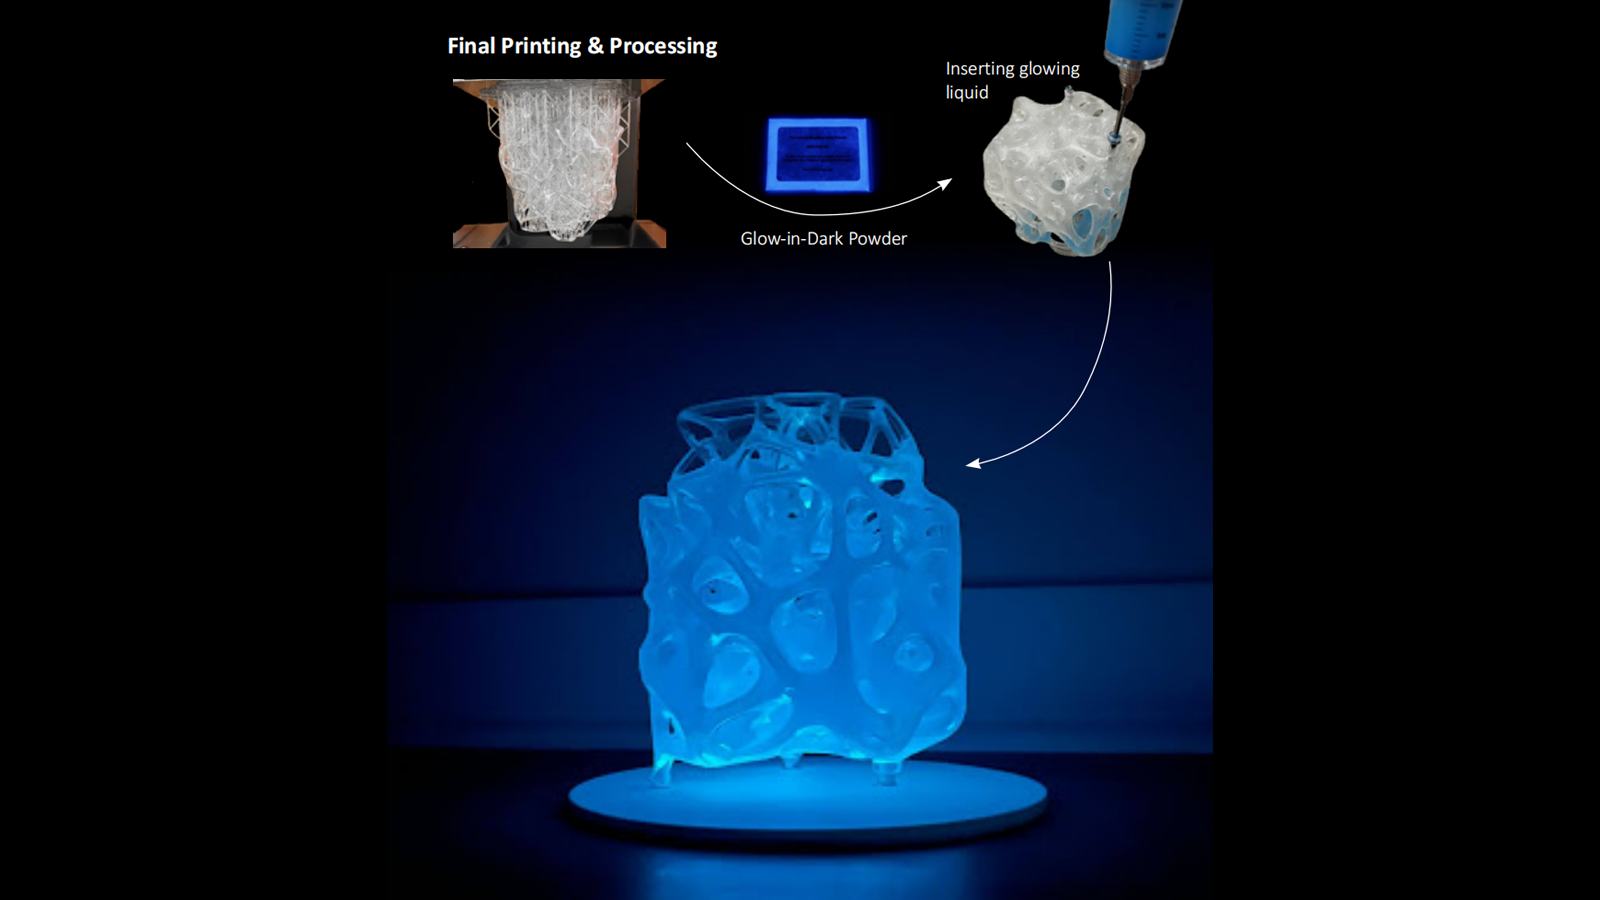 Final Printing & Processing
Inserting glowing
liquid
Glow-in-Dark Powder